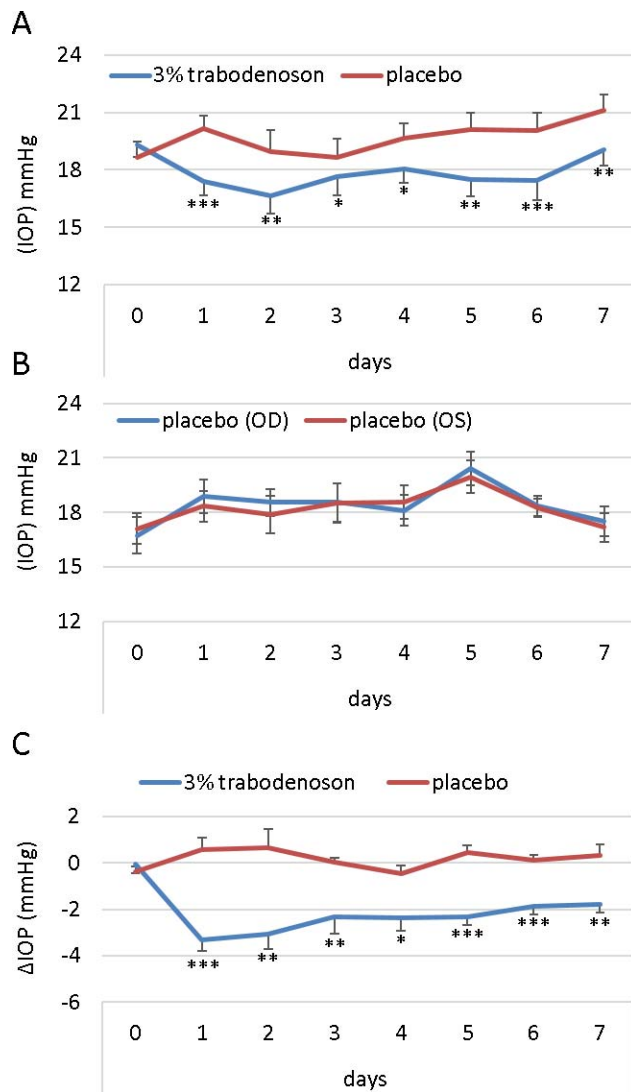 A
24
3% trabodenoson placebo
21
18
15
12
(IOP) mmHg
*** ** * * ** *** **
0 1 2 3 4 5 6 7
days
B
24
placebo (OD) placebo (OS)
21
18
15
12
(IOP) mmHg
0 1 2 3 4 5 6 7
days
C
3% trabodenoson placebo
2
0
-2
-4
-6
ΔIOP (mmHg)
*** ** ** * *** *** **
0 1 2 3 4 5 6 7
days